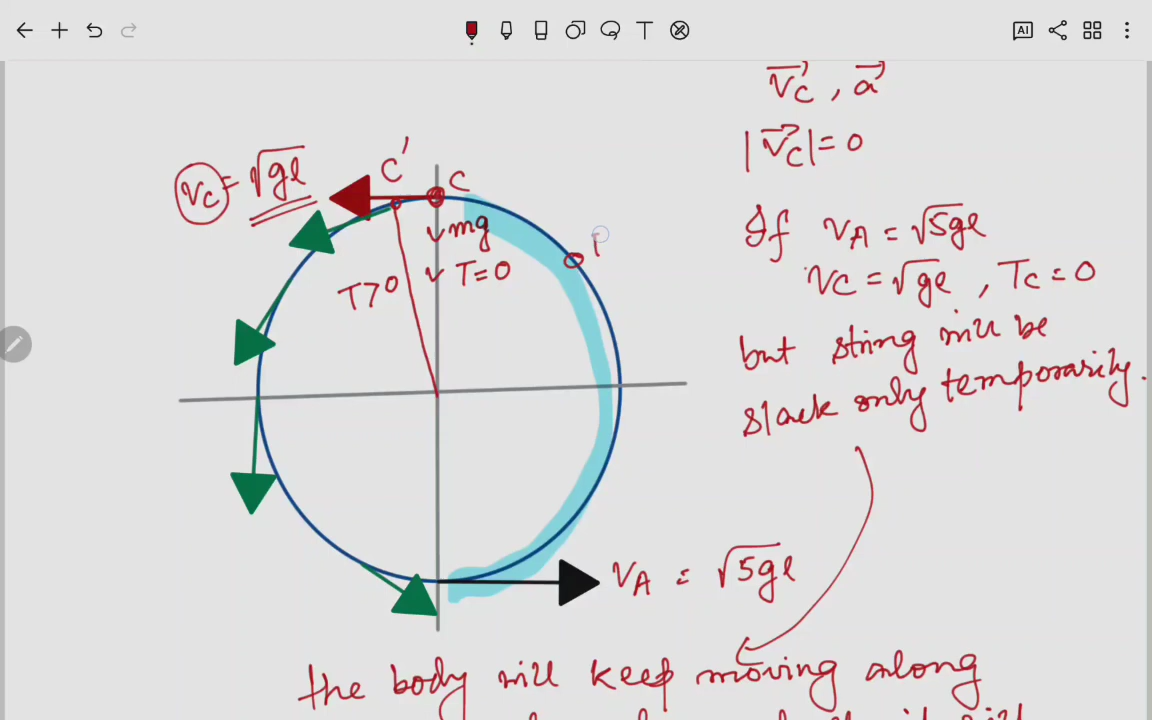 AI
V⃗C , a⃗
|V⃗C| = 0
C'
C
VC = √gl
mg
T = 0
T>0
If VA = √5gl
VC = √gl , TC = 0
but string will be
slack only temporarily.
VA = √5gl
the body will keep moving along